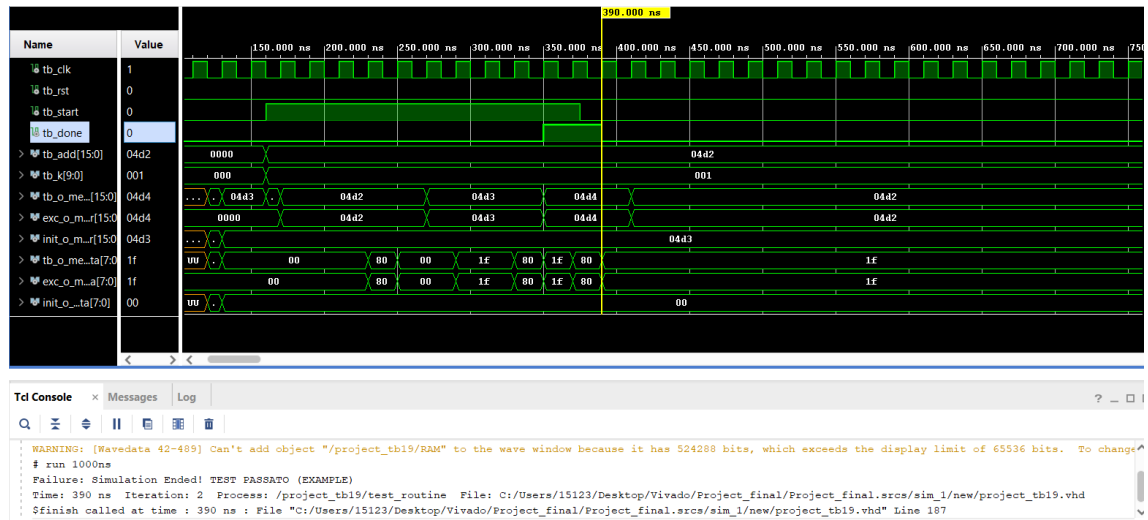 390.000 ns
Name Value
150.000 ns 200.000 ns 250.000 ns 300.000 ns 350.000 ns 400.000 ns 450.000 ns 500.000 ns 550.000 ns 600.000 ns 650.000 ns 700.000 ns 750
tb_clk 1
tb_rst 0
tb_start 0
tb_done 0
> tb_add[15:0] 04d2 0000 04d2
> tb_k[9:0] 001 000 001
> tb_o_me...[15:0] 04d4 ... . 04d3 . 04d2 04d3 04d4 04d2
> exc_o_m...r[15:0 04d4 0000 04d2 04d3 04d4 04d2
> init_o_m...r[15:0 04d3 ... . 04d3
> tb_o_me...ta[7:0] 1f UU . 00 80 00 1f 80 1f 80 1f
> exc_o_m...a[7:0] 1f 00 80 00 1f 80 1f 80 1f
> init_o_...ta[7:0] 00 UU . 00
Tcl Console × Messages Log
WARNING: [Wavedata 42-489] Can't add object "/project_tb19/RAM" to the wave window because it has 524288 bits, which exceeds the display limit of 65536 bits. To change
# run 1000ns
Failure: Simulation Ended! TEST PASSATO (EXAMPLE)
Time: 390 ns Iteration: 2 Process: /project_tb19/test_routine File: C:/Users/15123/Desktop/Vivado/Project_final/Project_final.srcs/sim_1/new/project_tb19.vhd
$finish called at time : 390 ns : File "C:/Users/15123/Desktop/Vivado/Project_final/Project_final.srcs/sim_1/new/project_tb19.vhd" Line 187